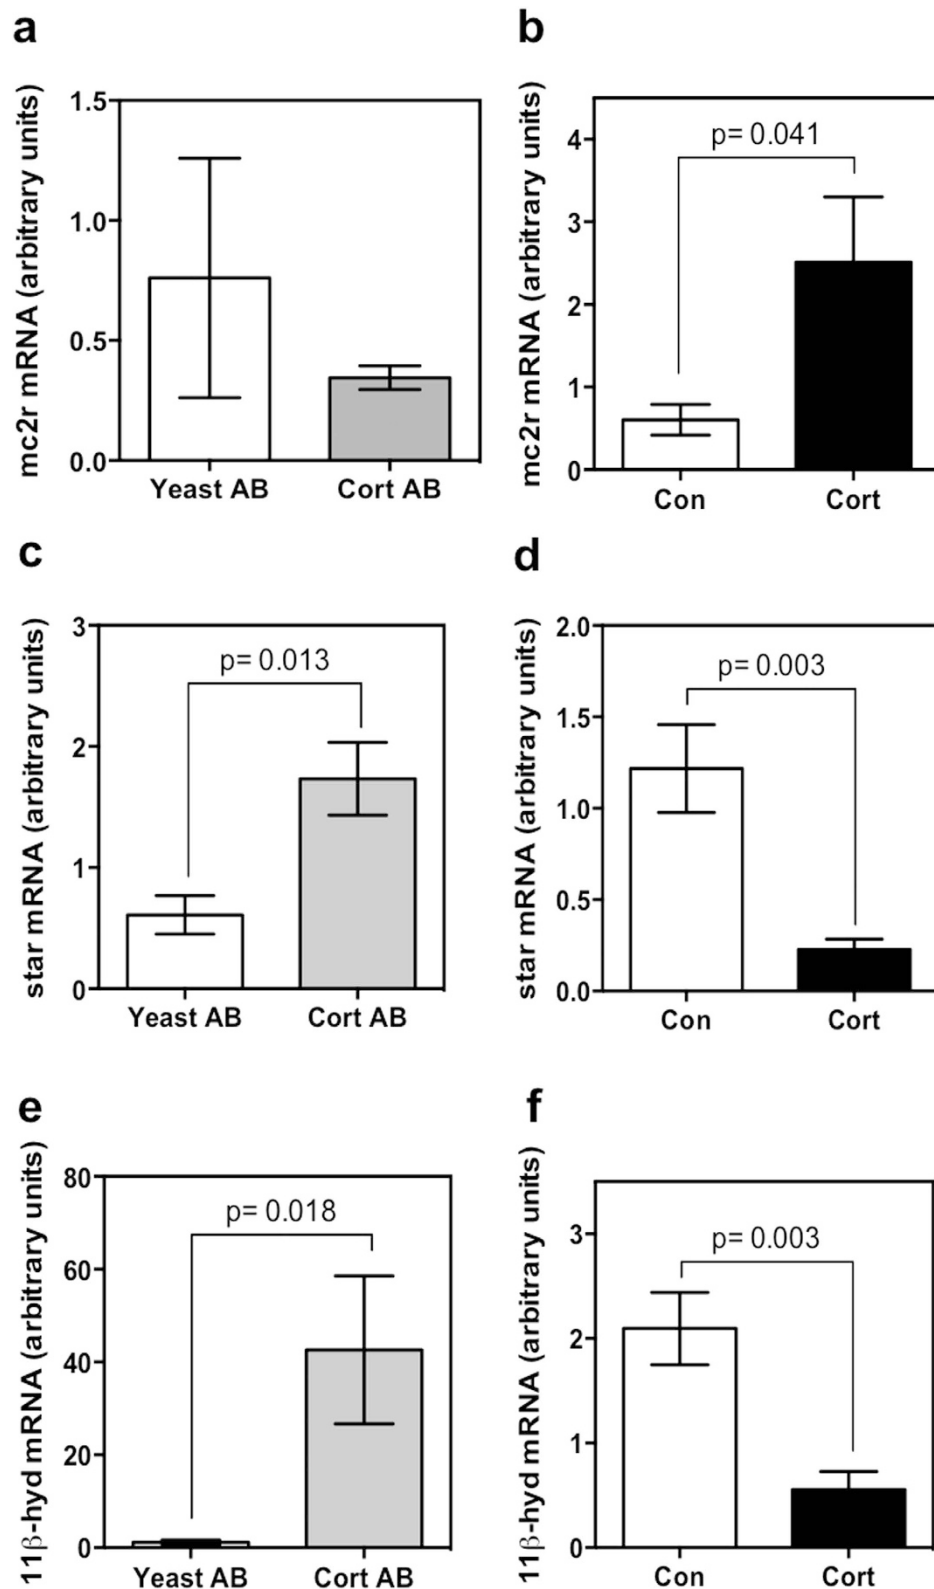 a
mc2r mRNA (arbitrary units)
1.5
1.0
0.5
0.0
Yeast AB
Cort AB
b
mc2r mRNA (arbitrary units)
4
3
2
1
0
p= 0.041
Con
Cort
c
star mRNA (arbitrary units)
3
2
1
0
p= 0.013
Yeast AB
Cort AB
d
star mRNA (arbitrary units)
2.0
1.5
1.0
0.5
0.0
p= 0.003
Con
Cort
e
11β-hyd mRNA (arbitrary units)
80
60
40
20
0
p= 0.018
Yeast AB
Cort AB
f
11β-hyd mRNA (arbitrary units)
3
2
1
0
p= 0.003
Con
Cort